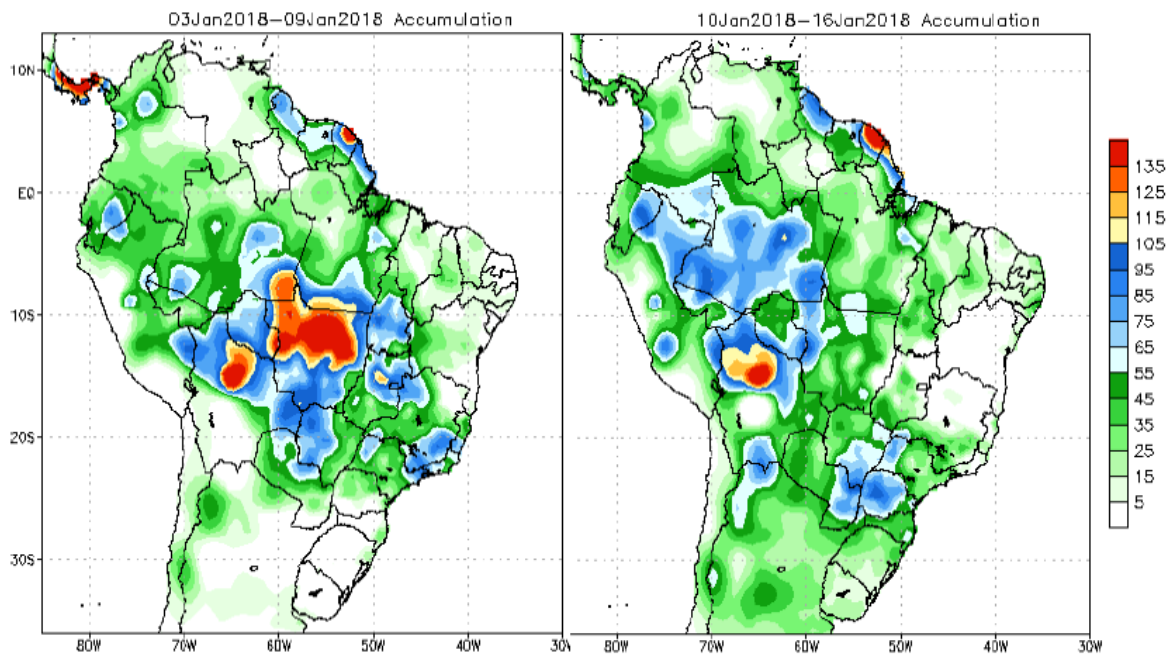 03Jan2018–09Jan2018 Accumulation
10Jan2018–16Jan2018 Accumulation
10N
EQ
10S
20S
30S
80W
70W
60W
50W
40W
30W
80W
70W
60W
50W
40W
30W
135
125
115
105
95
85
75
65
55
45
35
25
15
5